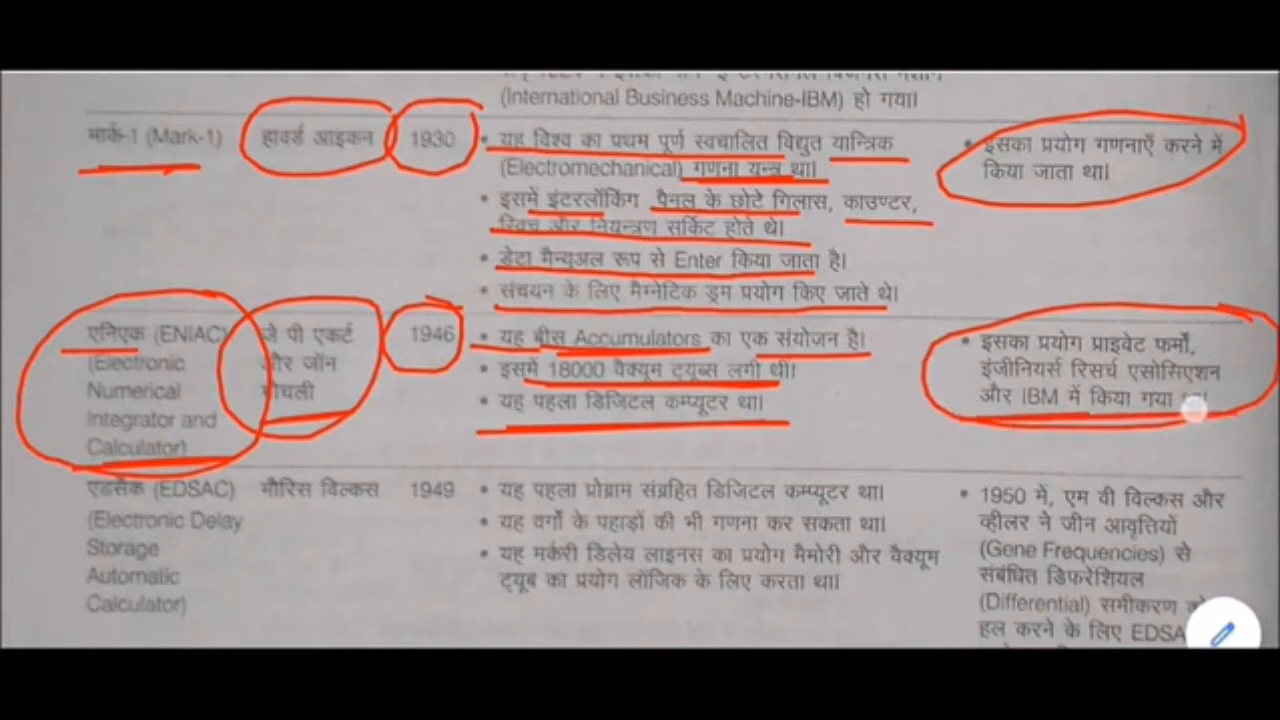 (International Business Machine-IBM) हो गया।
मार्क-1 (Mark-1)
हावर्ड आइकन
1930
• यह विश्व का प्रथम पूर्ण स्वचालित विद्युत यान्त्रिक
(Electromechanical) गणना यन्त्र था।
• इसमें इंटरलॉकिंग पैनल के छोटे गिलास, काउण्टर,
स्विच और नियन्त्रण सर्किट होते थे।
• डेटा मैन्युअल रूप से Enter किया जाता है।
• संचयन के लिए मैग्नेटिक ड्रम प्रयोग किए जाते थे।
• इसका प्रयोग गणनाएँ करने में
किया जाता था।
एनिएक (ENIAC)
(Electronic
Numerical
Integrator and
Calculator)
जे पी एकर्ट
और जॉन
मौचली
1946
• यह बीस Accumulators का एक संयोजन है।
• इसमें 18000 वैक्यूम ट्यूब्स लगी थीं।
• यह पहला डिजिटल कम्प्यूटर था।
• इसका प्रयोग प्राइवेट फर्मों,
इंजीनियर्स रिसर्च एसोसिएशन
और IBM में किया गया
एडसैक (EDSAC)
(Electronic Delay
Storage
Automatic
Calculator)
मौरिस विल्कस
1949
• यह पहला प्रोग्राम संग्रहित डिजिटल कम्प्यूटर था।
• यह वर्गों के पहाड़ों की भी गणना कर सकता था।
• यह मर्करी डिलेय लाइनस का प्रयोग मैमोरी और वैक्यूम
ट्यूब का प्रयोग लॉजिक के लिए करता था।
• 1950 में, एम वी विल्कस और
व्हीलर ने जीन आवृत्तियों
(Gene Frequencies) से
संबंधित डिफरेंशियल
(Differential) समीकरण
हल करने के लिए EDSA